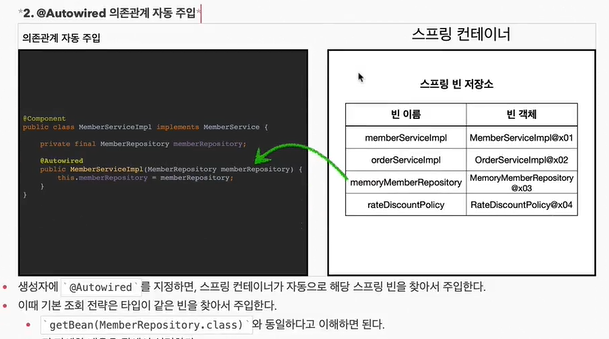 *2. @Autowired 의존관계 자동 주입*
의존관계 자동 주입
스프링 컨테이너
@Component
public class MemberServiceImpl implements MemberService {
private final MemberRepository memberRepository;
@Autowired
public MemberServiceImpl(MemberRepository memberRepository) {
this.memberRepository = memberRepository;
}
}
스프링 빈 저장소
빈 이름 빈 객체
memberServiceImpl MemberServiceImpl@x01
orderServiceImpl OrderServiceImpl@x02
memoryMemberRepository MemoryMemberRepository
@x03
rateDiscountPolicy RateDiscountPolicy@x04
• 생성자에 `@Autowired`를 지정하면, 스프링 컨테이너가 자동으로 해당 스프링 빈을 찾아서 주입한다.
• 이때 기본 조회 전략은 타입이 같은 빈을 찾아서 주입한다.
• `getBean(MemberRepository.class)`와 동일하다고 이해하면 된다.